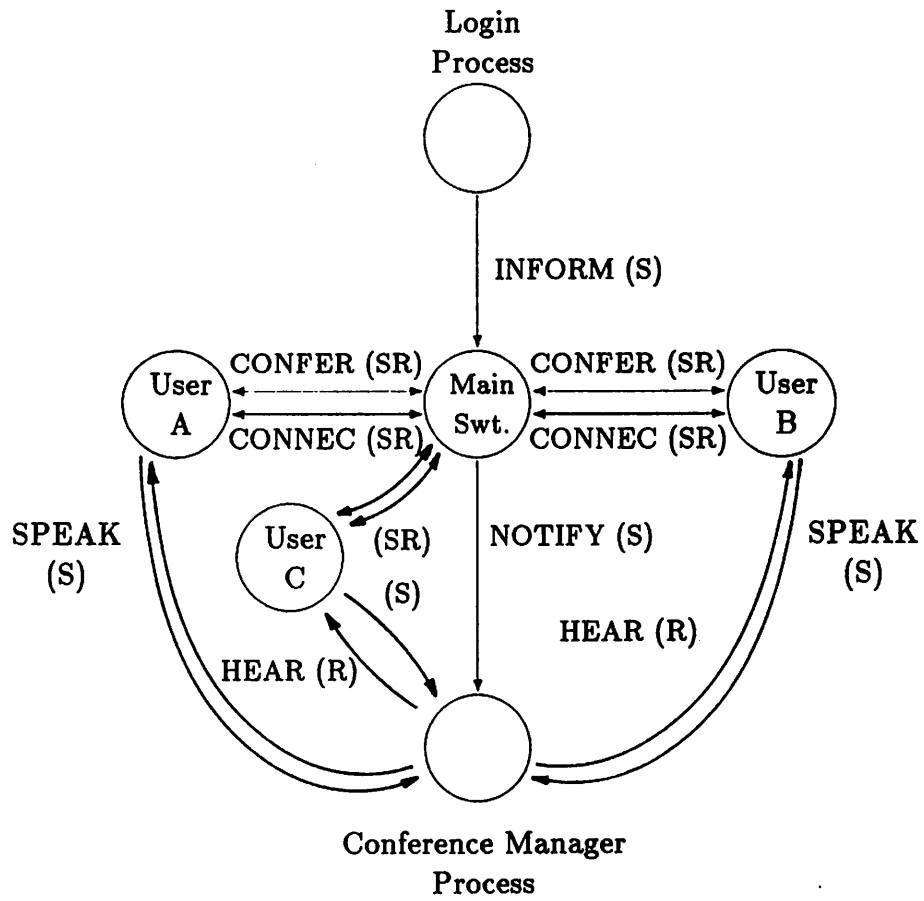 Login
Process
INFORM (S)
CONFER (SR)
CONFER (SR)
User
A
Main
Swt.
User
B
CONNEC (SR)
CONNEC (SR)
SPEAK
(S)
User
C
(SR)
(S)
NOTIFY (S)
SPEAK
(S)
HEAR (R)
HEAR (R)
Conference Manager
Process